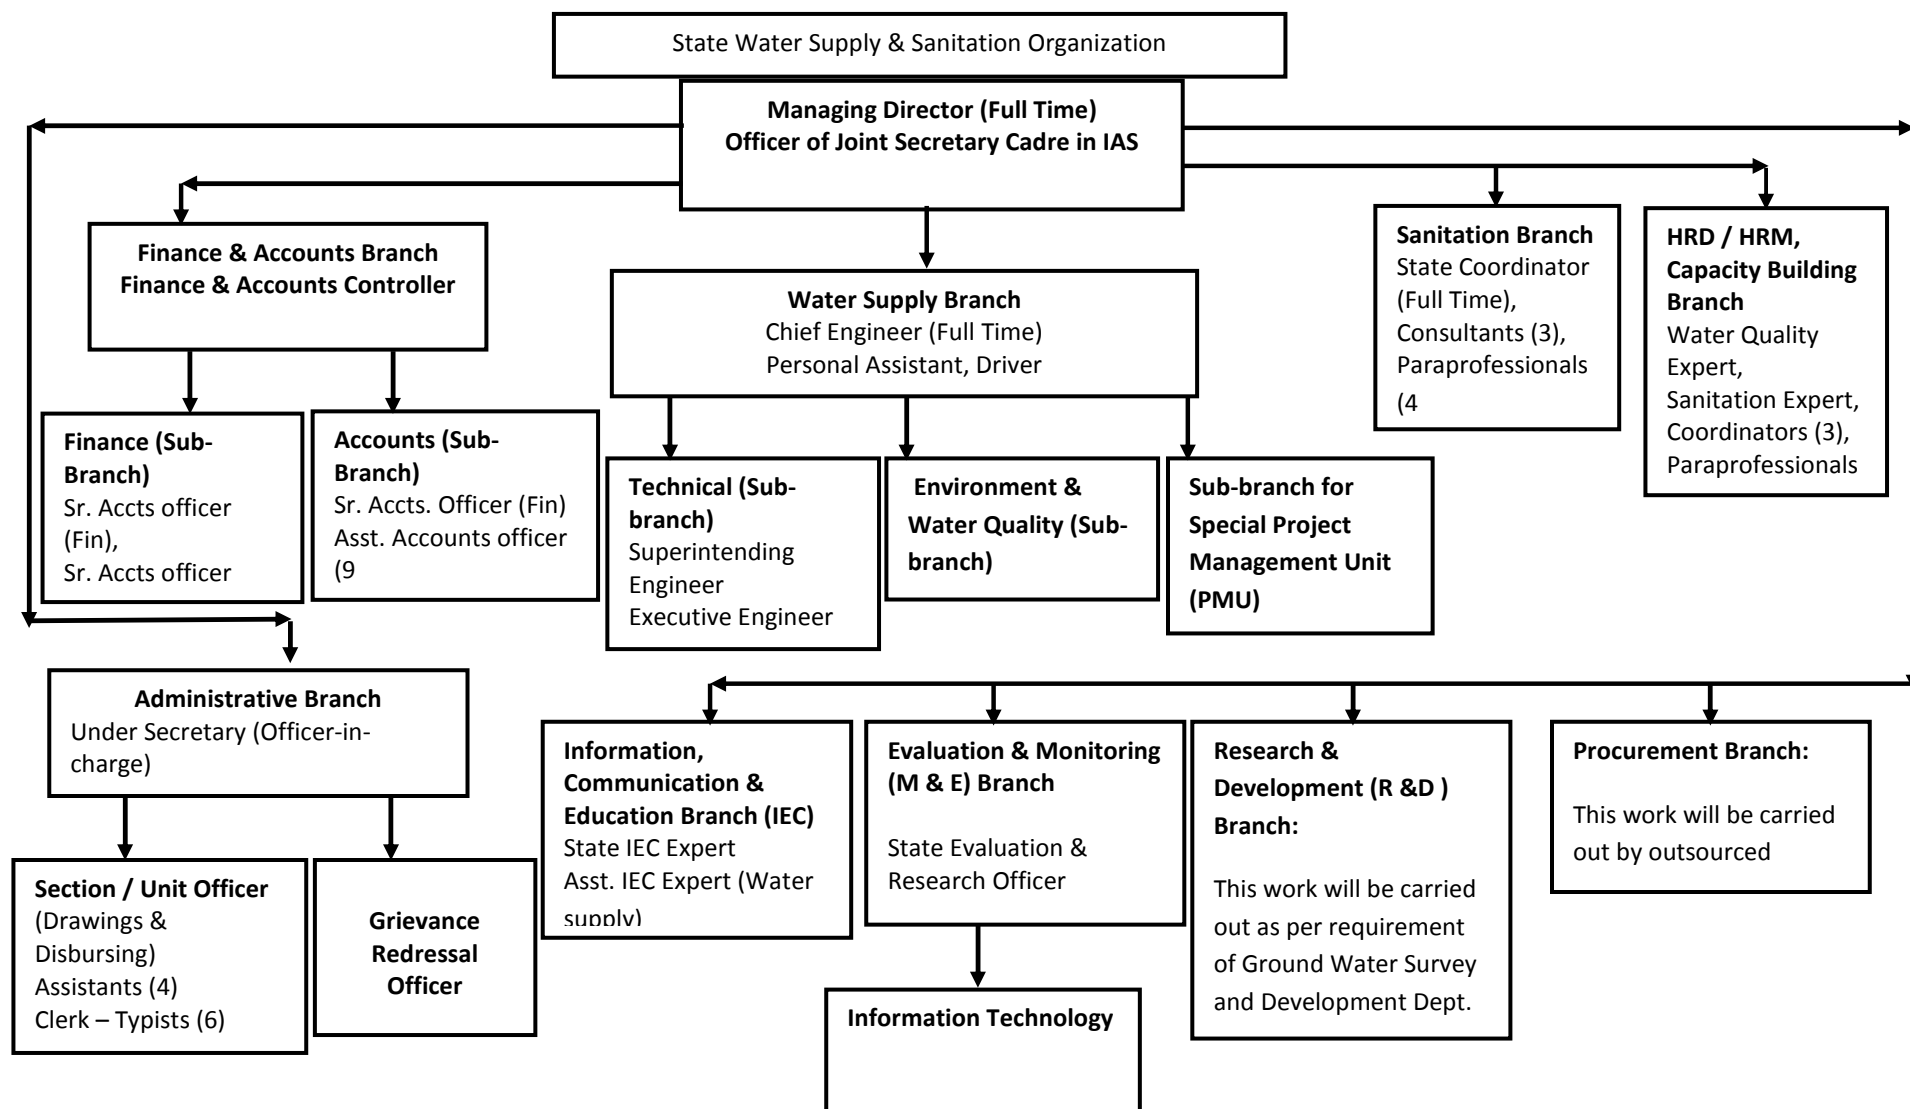 State Water Supply & Sanitation Organization
Managing Director (Full Time)
Officer of Joint Secretary Cadre in IAS
Finance & Accounts Branch
Finance & Accounts Controller
Water Supply Branch
Chief Engineer (Full Time)
Personal Assistant, Driver
Sanitation Branch
State Coordinator
(Full Time),
Consultants (3),
Paraprofessionals
(4
HRD / HRM,
Capacity Building
Branch
Water Quality
Expert,
Sanitation Expert,
Coordinators (3),
Paraprofessionals
Finance (Sub-
Branch)
Sr. Accts officer
(Fin),
Sr. Accts officer
Accounts (Sub-
Branch)
Sr. Accts. Officer (Fin)
Asst. Accounts officer
(9
Technical (Sub-
branch)
Superintending
Engineer
Executive Engineer
Environment &
Water Quality (Sub-
branch)
Sub-branch for
Special Project
Management Unit
(PMU)
Administrative Branch
Under Secretary (Officer-in-
charge)
Section / Unit Officer
(Drawings &
Disbursing)
Assistants (4)
Clerk – Typists (6)
Grievance
Redressal
Officer
Information,
Communication &
Education Branch (IEC)
State IEC Expert
Asst. IEC Expert (Water
supply)
Evaluation & Monitoring
(M & E) Branch
State Evaluation &
Research Officer
Information Technology
Research &
Development (R &D )
Branch:
This work will be carried
out as per requirement
of Ground Water Survey
and Development Dept.
Procurement Branch:
This work will be carried
out by outsourced